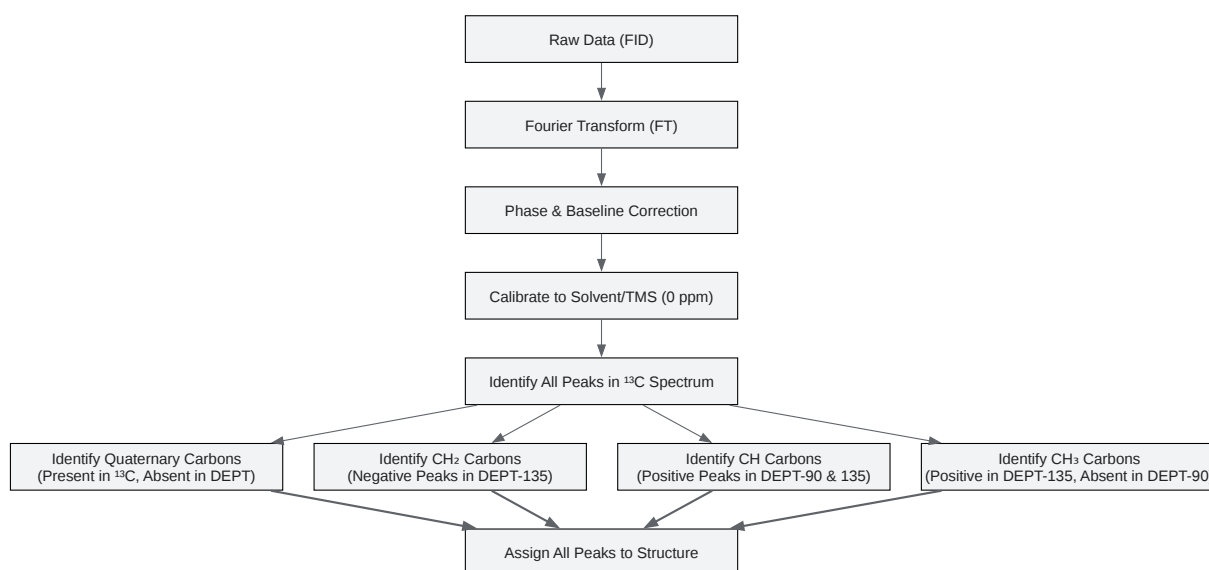 Raw Data (FID)
Fourier Transform (FT)
Phase & Baseline Correction
Calibrate to Solvent/TMS (0 ppm)
Identify All Peaks in ¹³C Spectrum
Identify Quaternary Carbons
(Present in ¹³C, Absent in DEPT)
Identify CH₂ Carbons
(Negative Peaks in DEPT-135)
Identify CH Carbons
(Positive Peaks in DEPT-90 & 135)
Identify CH₃ Carbons
(Positive in DEPT-135, Absent in DEPT-90
Assign All Peaks to Structure